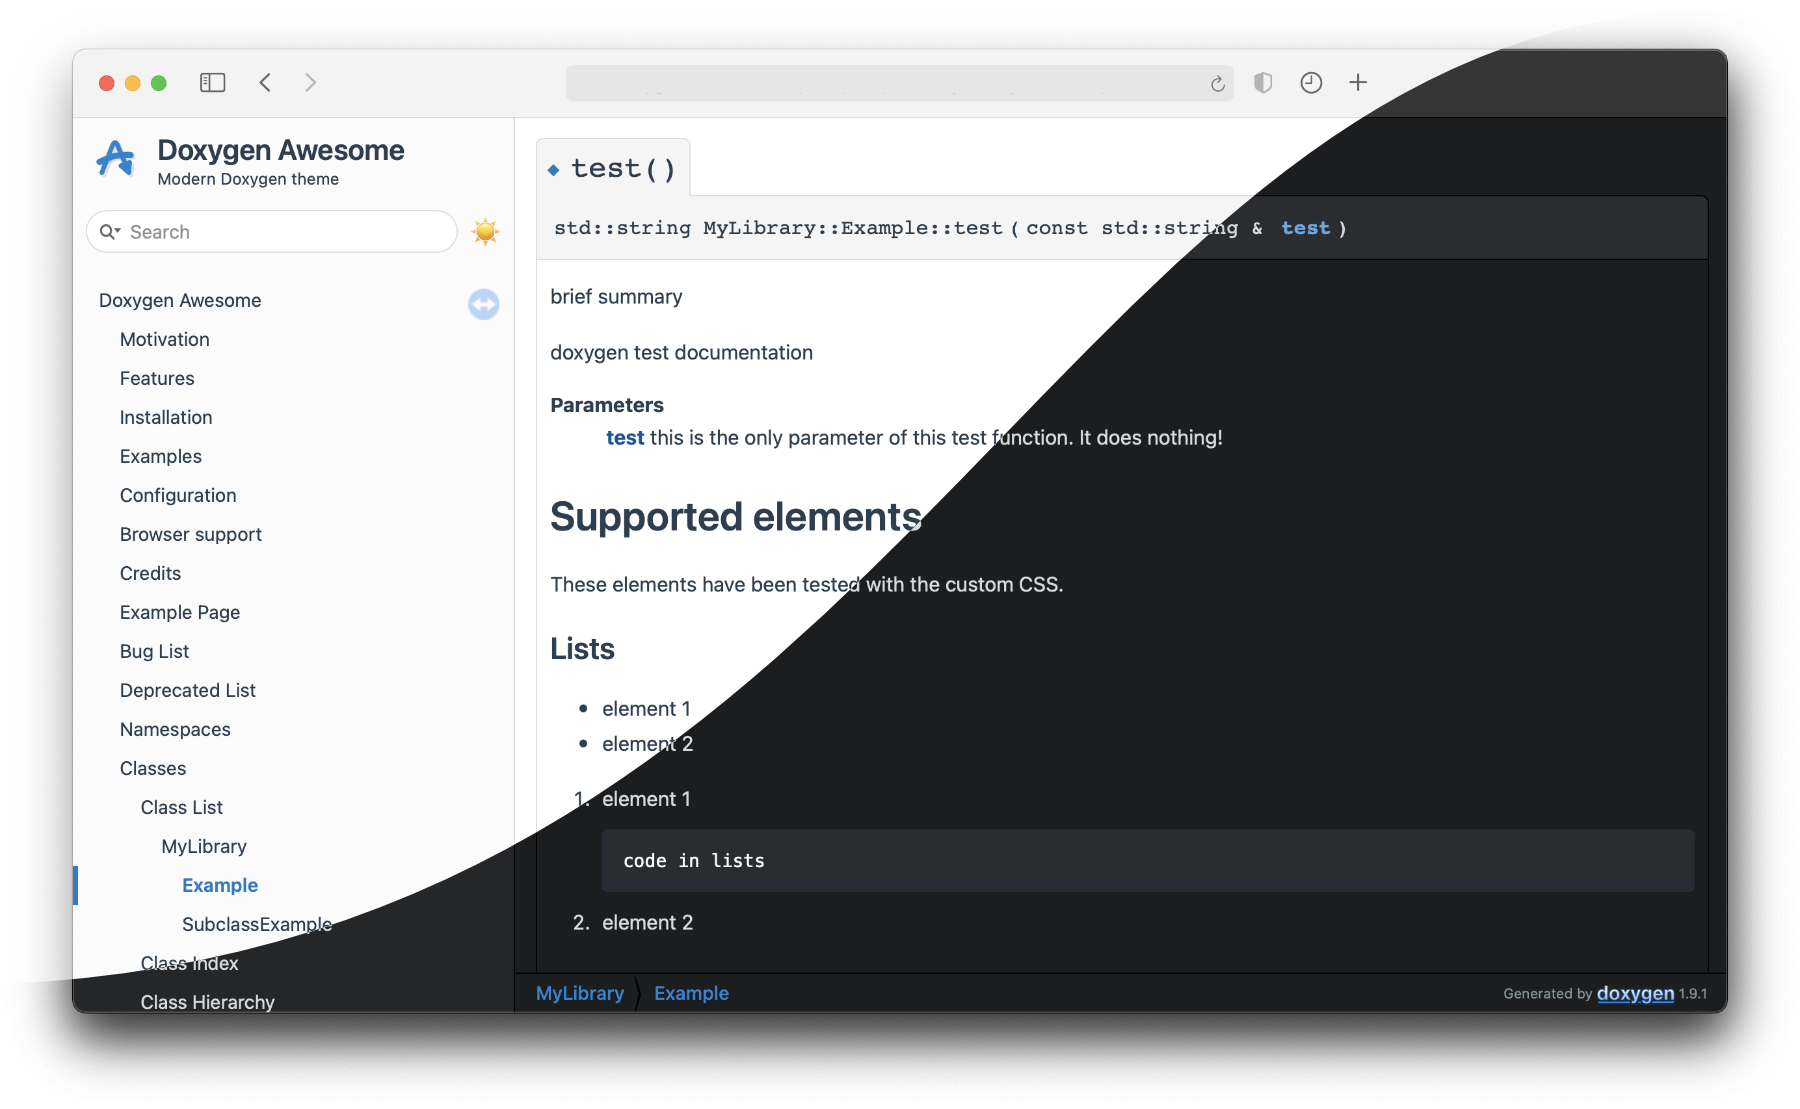 Doxygen Awesome
Modern Doxygen theme
Search
Doxygen Awesome
Motivation
Features
Installation
Examples
Configuration
Browser support
Credits
Example Page
Bug List
Deprecated List
Namespaces
Classes
Class List
MyLibrary
Example
SubclassExample
Class Index
Class Hierarchy
test()
std::string MyLibrary::Example::test ( const std::string & test )
brief summary
doxygen test documentation
Parameters
test this is the only parameter of this test function. It does nothing!
Supported elements
These elements have been tested with the custom CSS.
Lists
• element 1
• element 2
1. element 1
code in lists
2. element 2
MyLibrary Example
Generated by doxygen 1.9.1